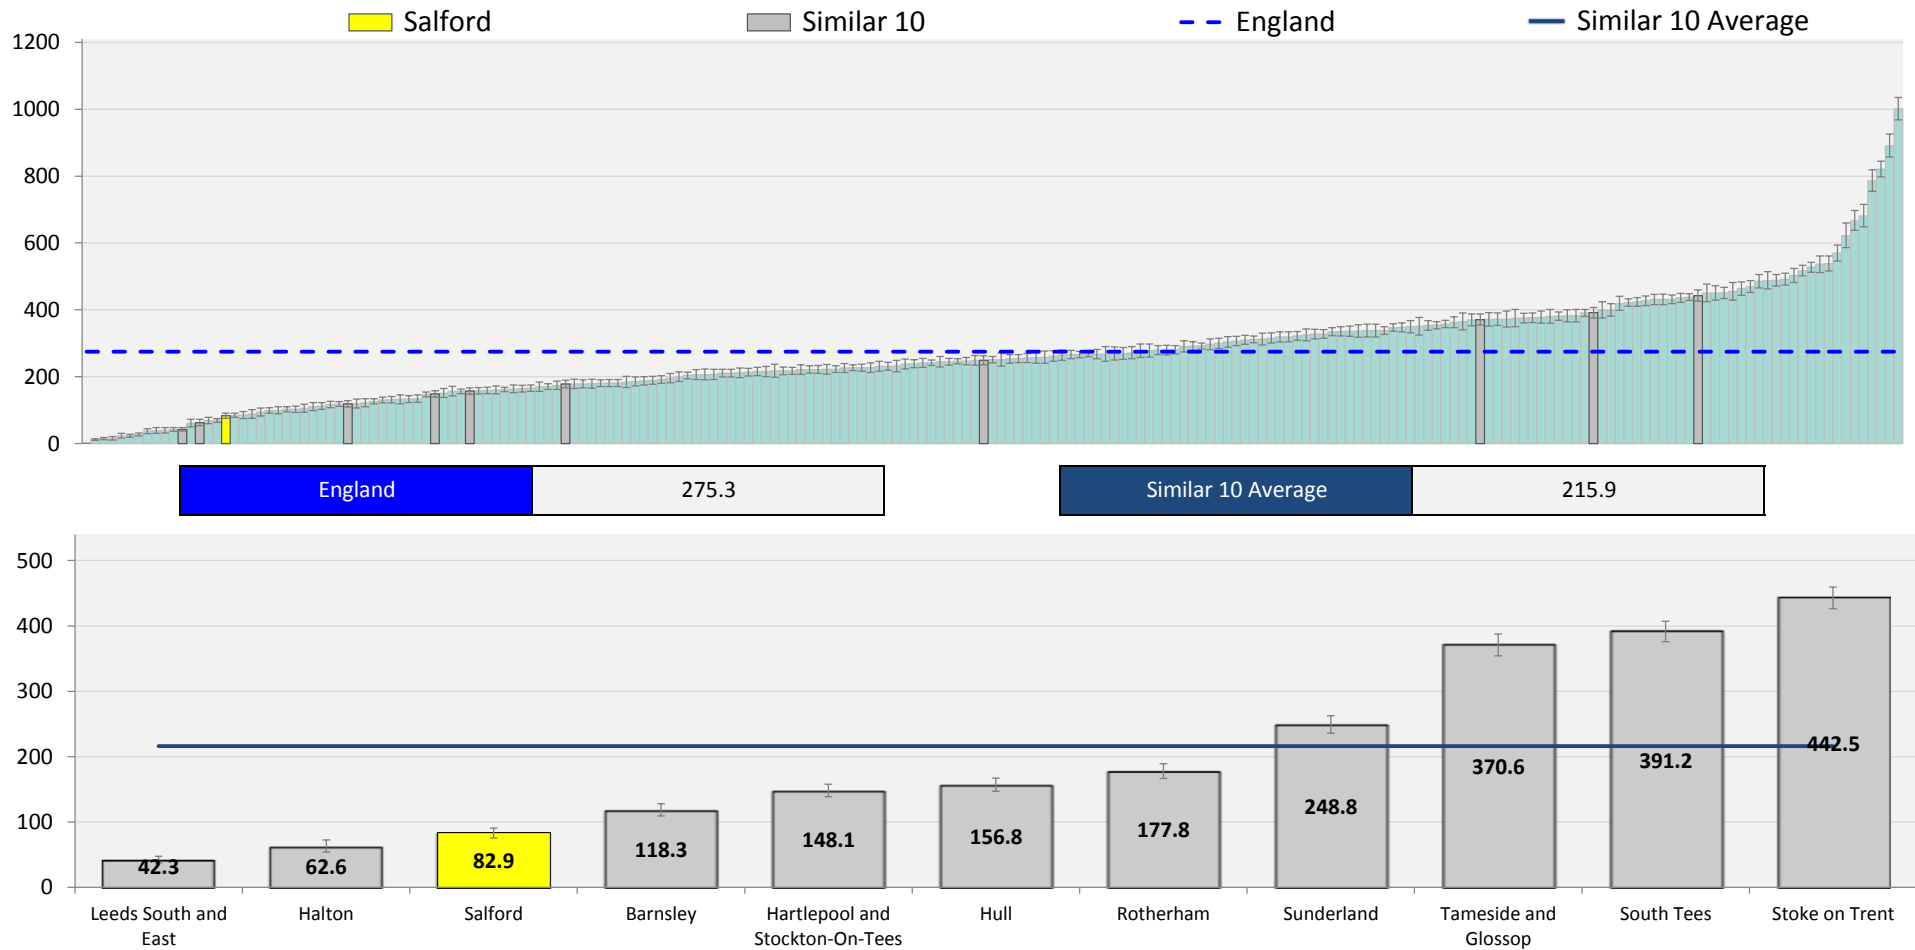 Salford
Similar 10
England
Similar 10 Average
1200
1000
800
600
400
200
0
England
275.3
Similar 10 Average
215.9
500
400
300
200
100
0
42.3
62.6
82.9
118.3
148.1
156.8
177.8
248.8
370.6
391.2
442.5
Leeds South and
East
Halton
Salford
Barnsley
Hartlepool and
Stockton-On-Tees
Hull
Rotherham
Sunderland
Tameside and
Glossop
South Tees
Stoke on Trent